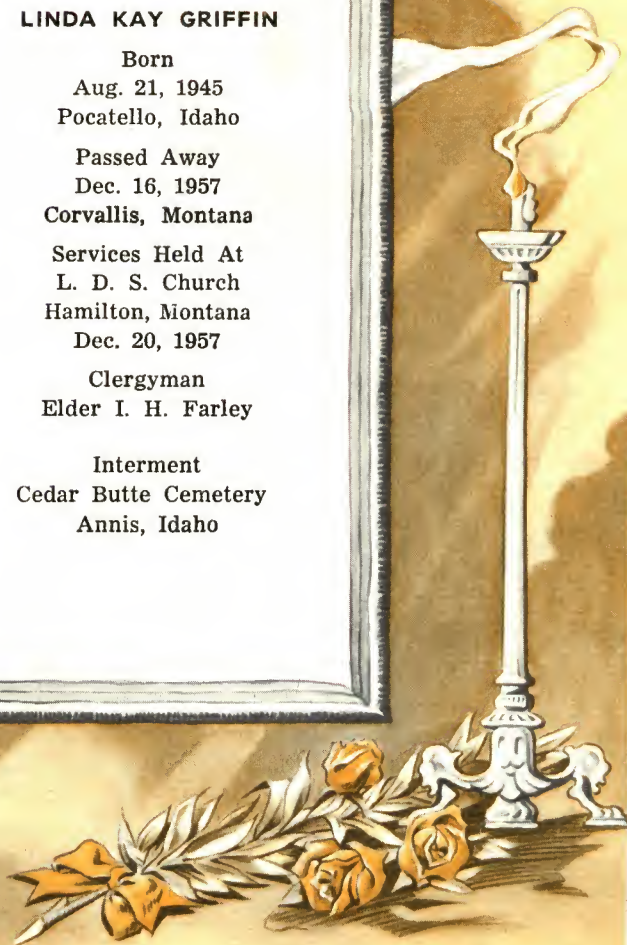 LINDA KAY GRIFFIN
Born
Aug. 21, 1945
Pocatello, Idaho
Passed Away
Dec. 16, 1957
Corvallis, Montana
Services Held At
L. D. S. Church
Hamilton, Montana
Dec. 20, 1957
Clergyman
Elder I. H. Farley
Interment
Cedar Butte Cemetery
Annis, Idaho